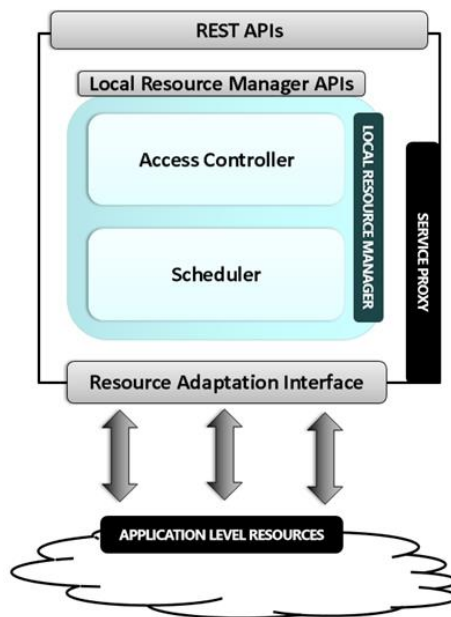 REST APIs
Local Resource Manager APIs
Access Controller
LOCAL RESOURCE MANAGER
Scheduler
SERVICE PROXY
Resource Adaptation Interface
APPLICATION LEVEL RESOURCES